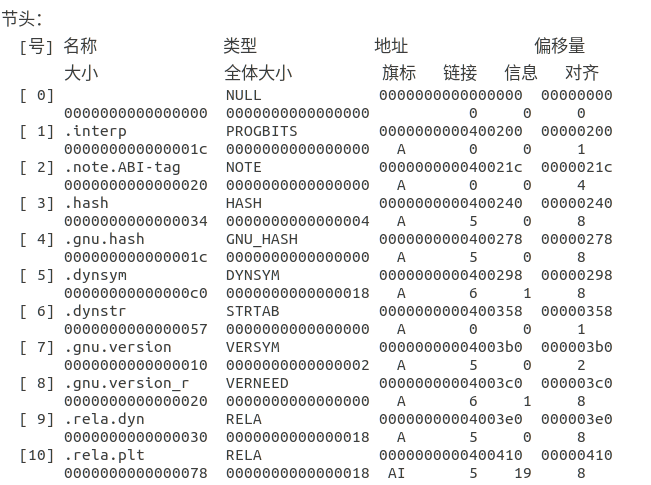 节头:
[号] 名称 类型 地址 偏移量
大小 全体大小 旗标 链接 信息 对齐
[ 0] NULL 0000000000000000 00000000
0000000000000000 0000000000000000 0 0 0
[ 1] .interp PROGBITS 0000000000400200 00000200
000000000000001c 0000000000000000 A 0 0 1
[ 2] .note.ABI-tag NOTE 000000000040021c 0000021c
0000000000000020 0000000000000000 A 0 0 4
[ 3] .hash HASH 0000000000400240 00000240
0000000000000034 0000000000000004 A 5 0 8
[ 4] .gnu.hash GNU_HASH 0000000000400278 00000278
000000000000001c 0000000000000000 A 5 0 8
[ 5] .dynsym DYNSYM 0000000000400298 00000298
00000000000000c0 0000000000000018 A 6 1 8
[ 6] .dynstr STRTAB 0000000000400358 00000358
0000000000000057 0000000000000000 A 0 0 1
[ 7] .gnu.version VERSYM 00000000004003b0 000003b0
0000000000000010 0000000000000002 A 5 0 2
[ 8] .gnu.version_r VERNEED 00000000004003c0 000003c0
0000000000000020 0000000000000000 A 6 1 8
[ 9] .rela.dyn RELA 00000000004003e0 000003e0
0000000000000030 0000000000000018 A 5 0 8
[10] .rela.plt RELA 0000000000400410 00000410
0000000000000078 0000000000000018 AI 5 19 8